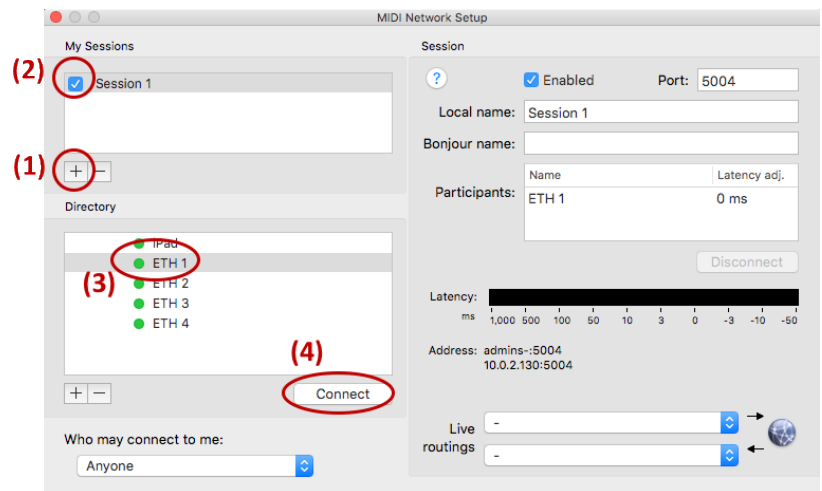 MIDI Network Setup
My Sessions
(2)
Session 1
(1)
+ −
Directory
iPad
ETH 1
(3)
ETH 2
ETH 3
ETH 4
(4)
+ −
Connect
Who may connect to me:
Anyone
Session
? Enabled Port: 5004
Local name: Session 1
Bonjour name:
Participants:
Name Latency adj.
ETH 1 0 ms
Disconnect
Latency:
ms 1,000 500 100 50 10 3 0 -3 -10 -50
Address: admins-:5004
10.0.2.130:5004
Live
routings
-
-